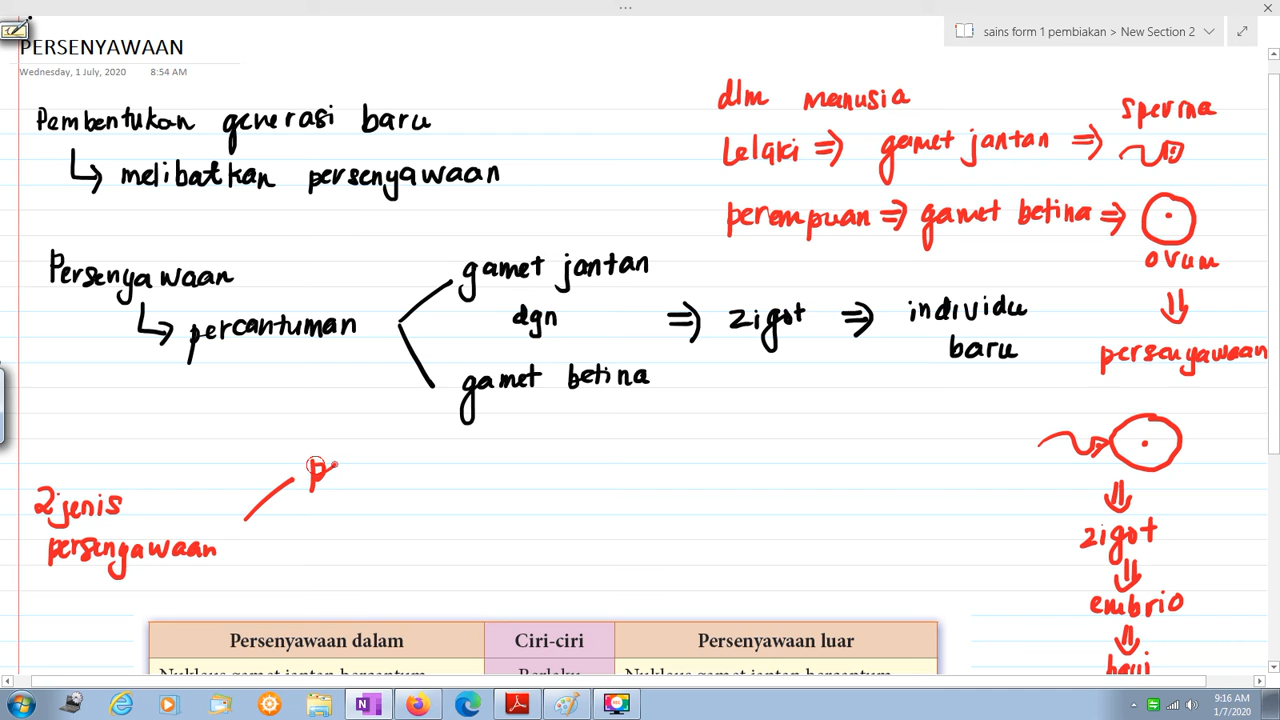 sains form 1 pembiakan > New Section 2
PERSENYAWAAN
Wednesday, 1 July, 2020 8:54 AM
Pembentukan generasi baru
melibatkan persenyawaan
Persenyawaan
percantuman
gamet jantan
dgn
gamet betina
⇒ zigot ⇒ individu
baru
2 jenis
persenyawaan
p
dlm manusia
Lelaki ⇒ gamet jantan ⇒ sperma
perempuan ⇒ gamet betina ⇒
ovum
persenyawaan
zigot
embrio
bayi
Persenyawaan dalam Ciri-ciri Persenyawaan luar
9:16 AM
1/7/2020